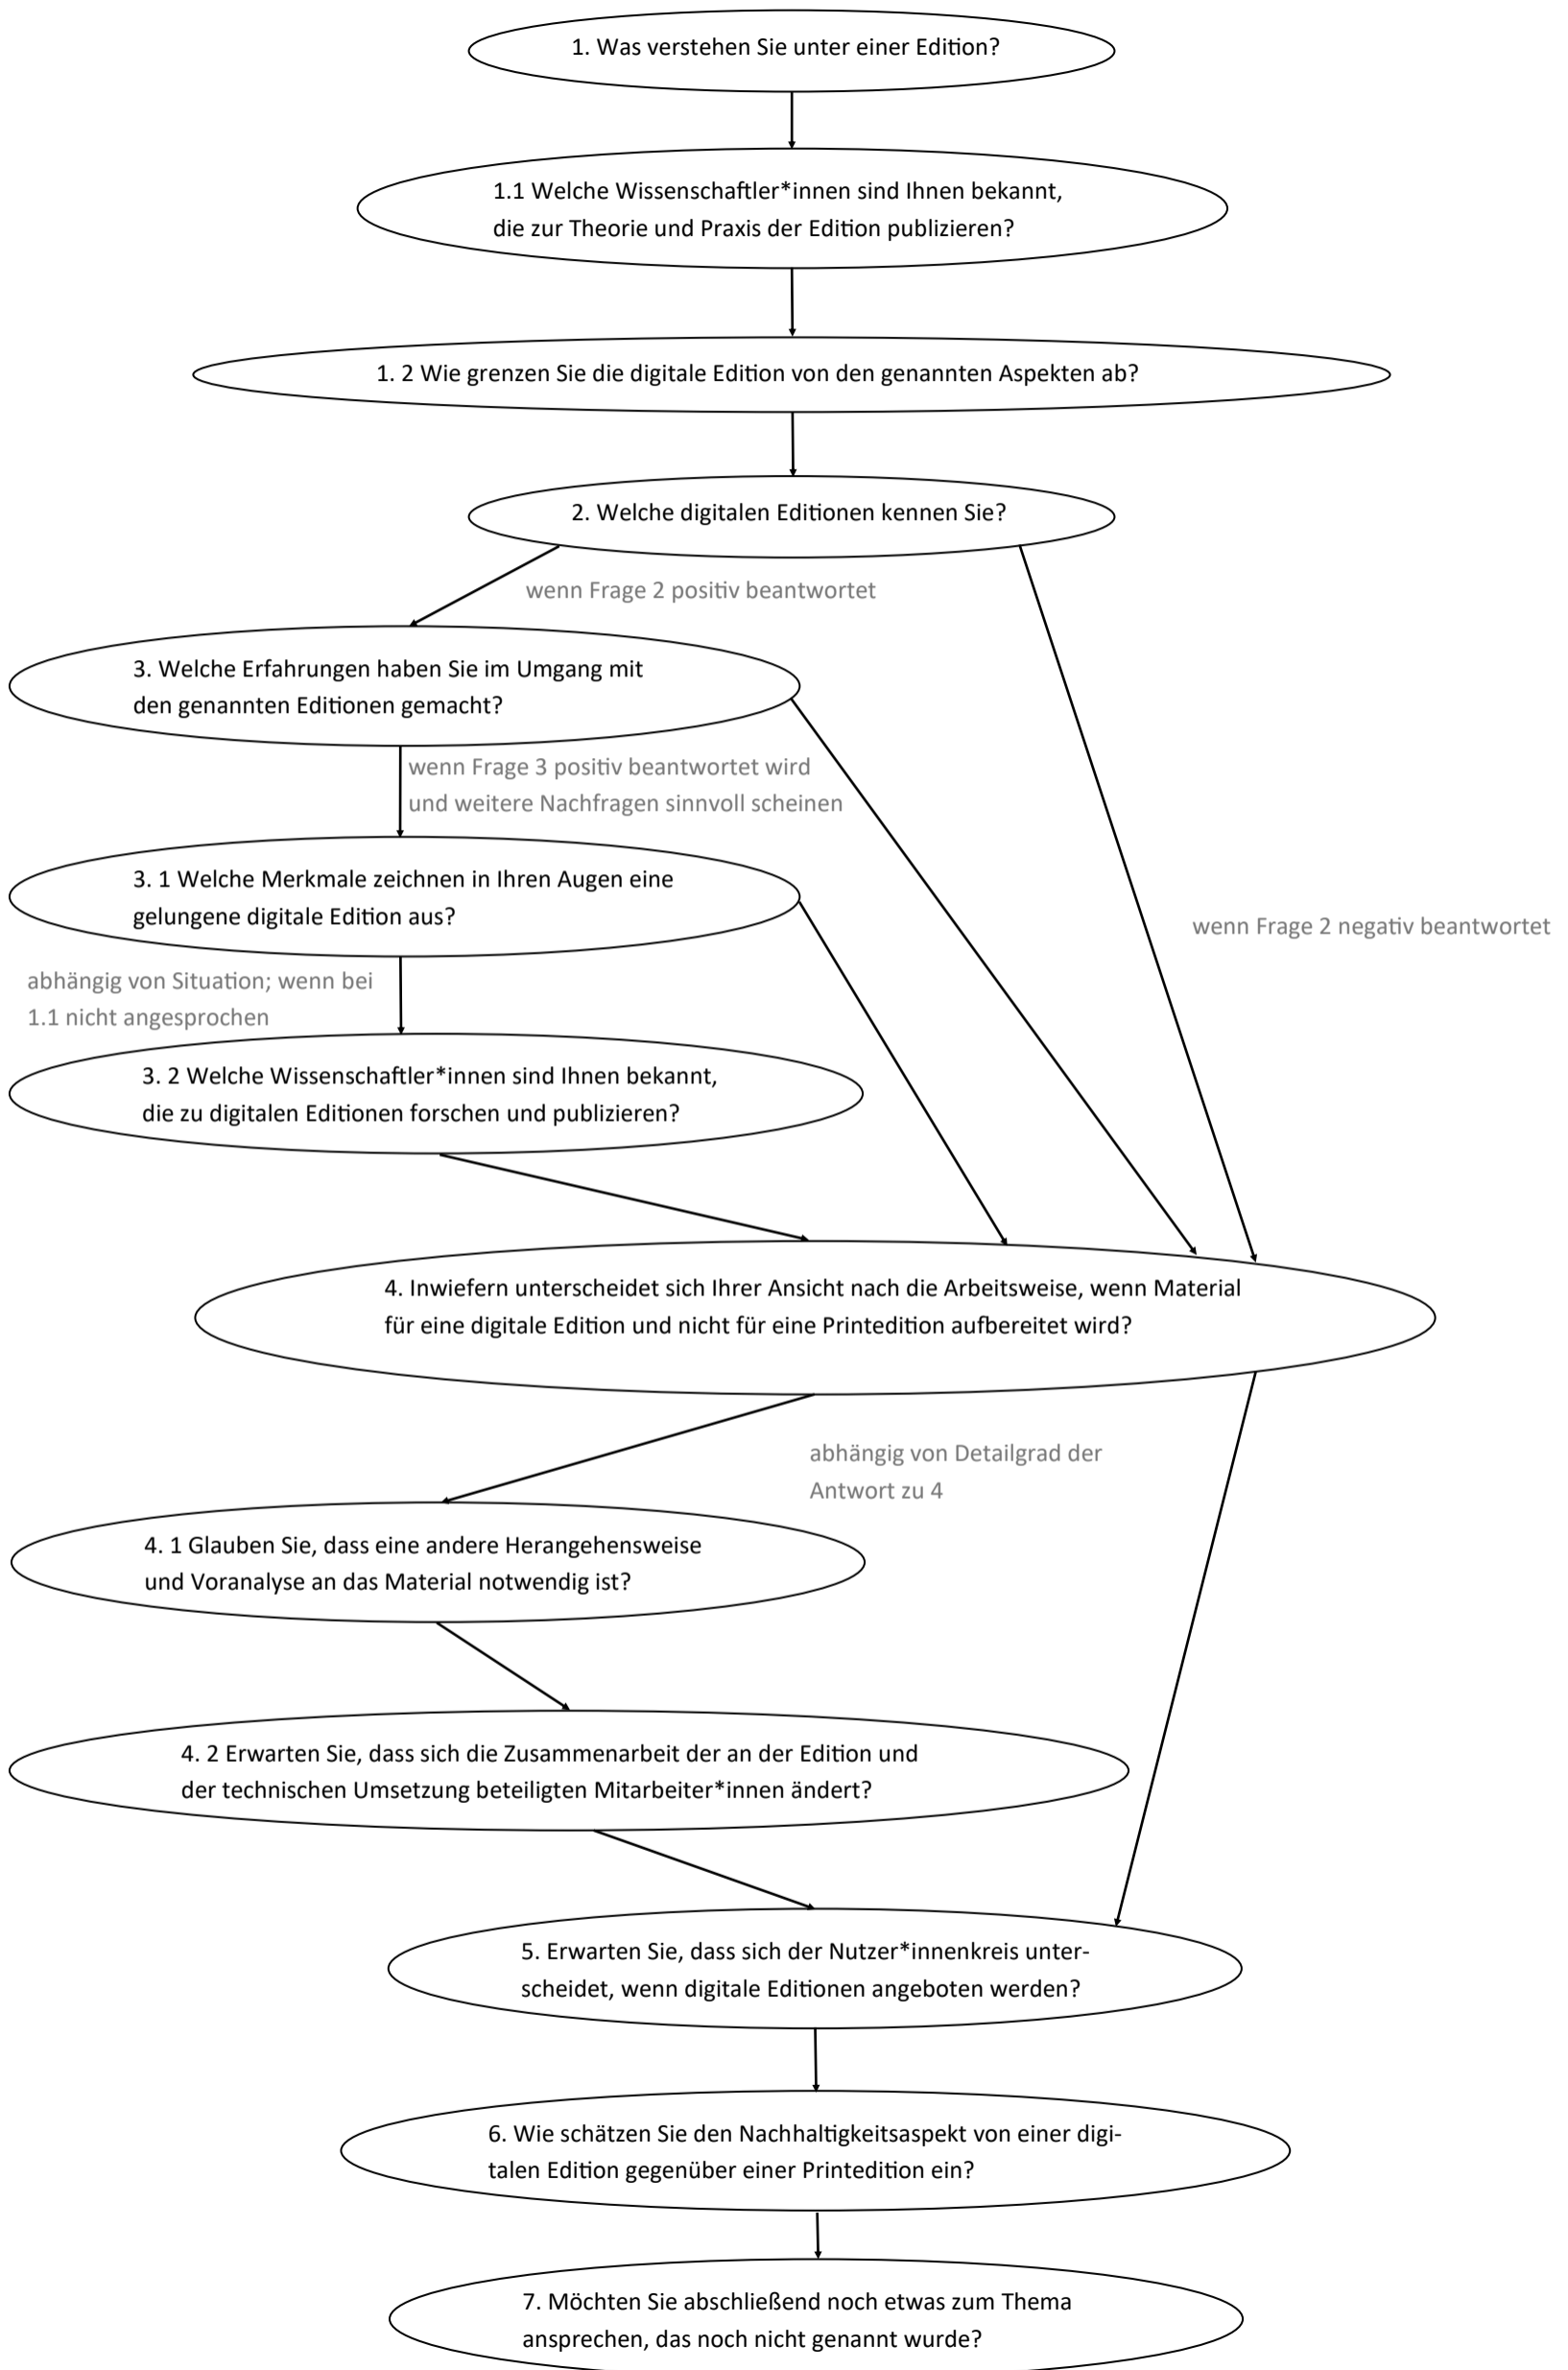 1. Was verstehen Sie unter einer Edition?
1.1 Welche Wissenschaftler*innen sind Ihnen bekannt,
die zur Theorie und Praxis der Edition publizieren?
1. 2 Wie grenzen Sie die digitale Edition von den genannten Aspekten ab?
2. Welche digitalen Editionen kennen Sie?
wenn Frage 2 positiv beantwortet
3. Welche Erfahrungen haben Sie im Umgang mit
den genannten Editionen gemacht?
wenn Frage 3 positiv beantwortet wird
und weitere Nachfragen sinnvoll scheinen
3. 1 Welche Merkmale zeichnen in Ihren Augen eine
gelungene digitale Edition aus?
wenn Frage 2 negativ beantwortet
abhängig von Situation; wenn bei
1.1 nicht angesprochen
3. 2 Welche Wissenschaftler*innen sind Ihnen bekannt,
die zu digitalen Editionen forschen und publizieren?
4. Inwiefern unterscheidet sich Ihrer Ansicht nach die Arbeitsweise, wenn Material
für eine digitale Edition und nicht für eine Printedition aufbereitet wird?
abhängig von Detailgrad der
Antwort zu 4
4. 1 Glauben Sie, dass eine andere Herangehensweise
und Voranalyse an das Material notwendig ist?
4. 2 Erwarten Sie, dass sich die Zusammenarbeit der an der Edition und
der technischen Umsetzung beteiligten Mitarbeiter*innen ändert?
5. Erwarten Sie, dass sich der Nutzer*innenkreis unter-
scheidet, wenn digitale Editionen angeboten werden?
6. Wie schätzen Sie den Nachhaltigkeitsaspekt von einer digi-
talen Edition gegenüber einer Printedition ein?
7. Möchten Sie abschließend noch etwas zum Thema
ansprechen, das noch nicht genannt wurde?